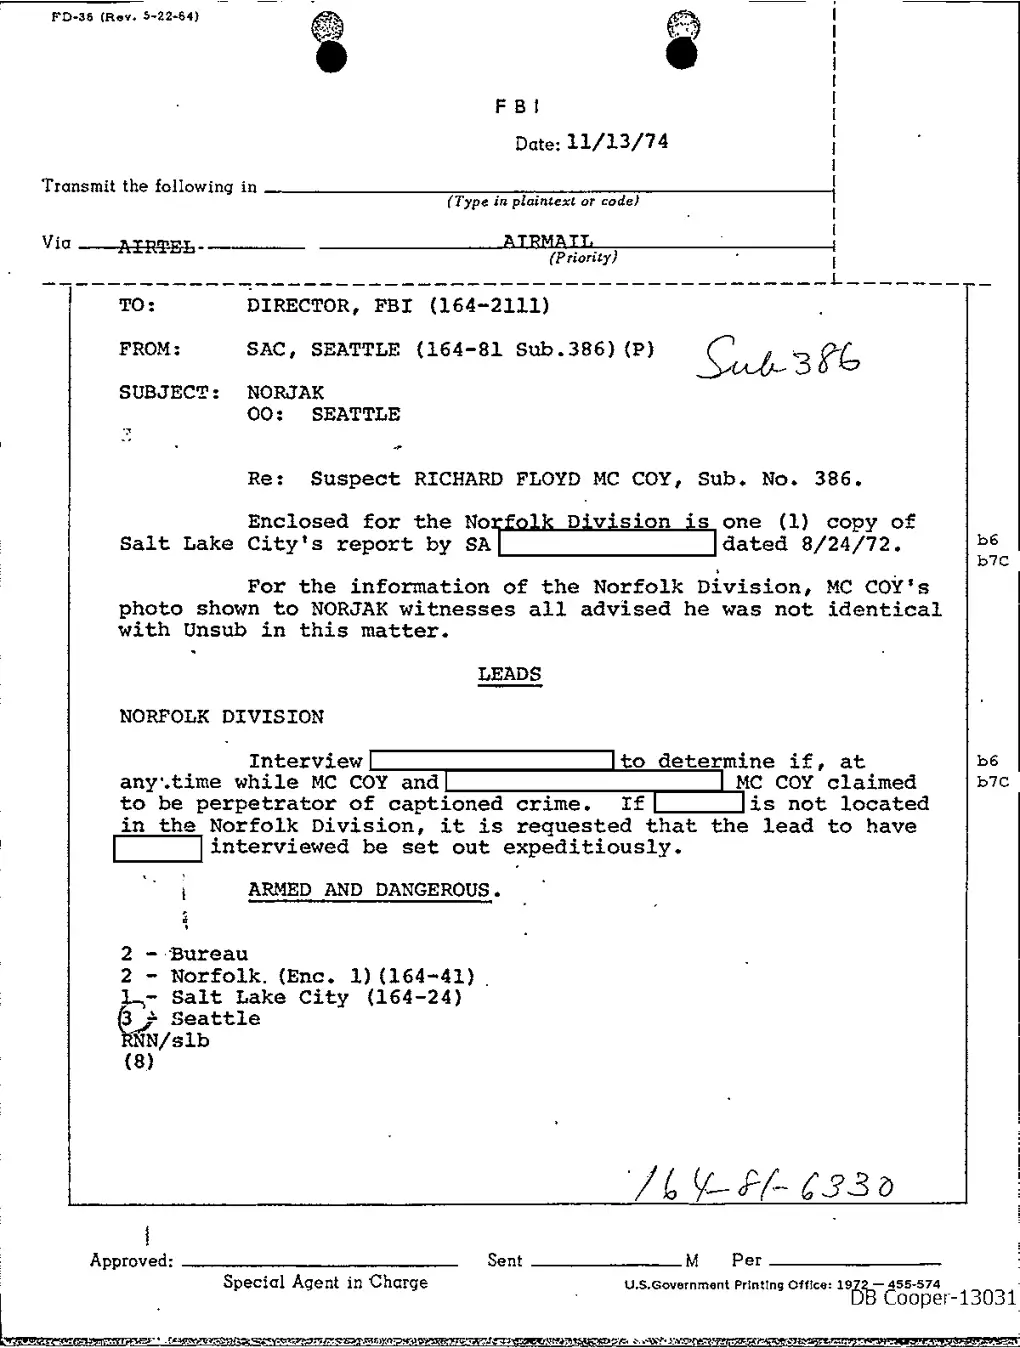 FD-36 (Rev. 5-22-64)
F B I
Date: 11/13/74
Transmit the following in
(Type in plaintext or code)
Via AIRTEL AIRMAIL
(Priority)
TO: DIRECTOR, FBI (164-2111)
FROM: SAC, SEATTLE (164-81 Sub.386)(P)
Sub 386
SUBJECT: NORJAK
OO: SEATTLE
Re: Suspect RICHARD FLOYD MC COY, Sub. No. 386.
Enclosed for the Norfolk Division is one (1) copy of
Salt Lake City's report by SA dated 8/24/72.
b6
b7C
For the information of the Norfolk Division, MC COY's
photo shown to NORJAK witnesses all advised he was not identical
with Unsub in this matter.
LEADS
NORFOLK DIVISION
Interview to determine if, at
b6
any time while MC COY and MC COY claimed
b7C
to be perpetrator of captioned crime. If is not located
in the Norfolk Division, it is requested that the lead to have
interviewed be set out expeditiously.
ARMED AND DANGEROUS.
2 - Bureau
2 - Norfolk (Enc. 1)(164-41)
1 - Salt Lake City (164-24)
3 - Seattle
RNN/slb
(8)
164-81-6330
Approved: Sent M Per
Special Agent in Charge
U.S.Government Printing Office: 1972 — 455-574
DB Cooper-13031